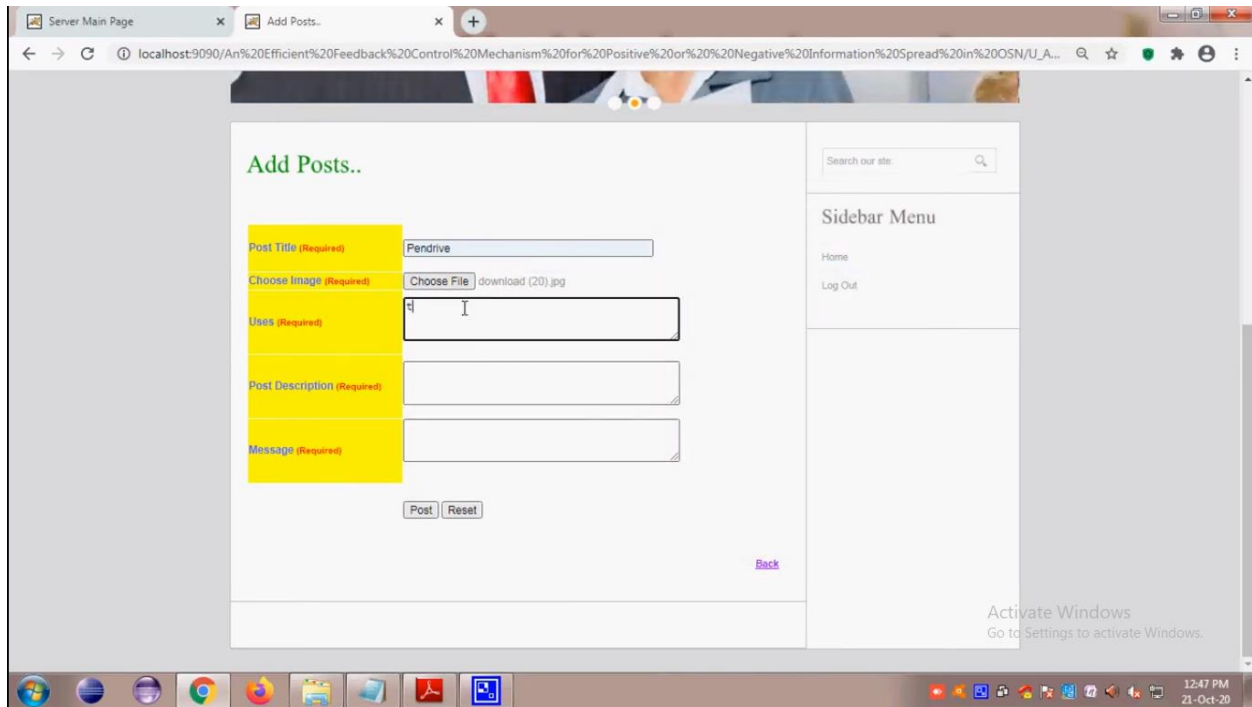 Server Main Page
Add Posts..
localhost:9090/An%20Efficient%20Feedback%20Control%20Mechanism%20for%20Positive%20or%20%20Negative%20Information%20Spread%20in%20OSN/U_A...
Add Posts..
Search our site:
Sidebar Menu
Home
Log Out
Post Title (Required)
Pendrive
Choose Image (Required)
Choose File download (20).jpg
Uses (Required)
t
Post Description (Required)
Message (Required)
Post Reset
Back
Activate Windows
Go to Settings to activate Windows.
12:47 PM
21-Oct-20